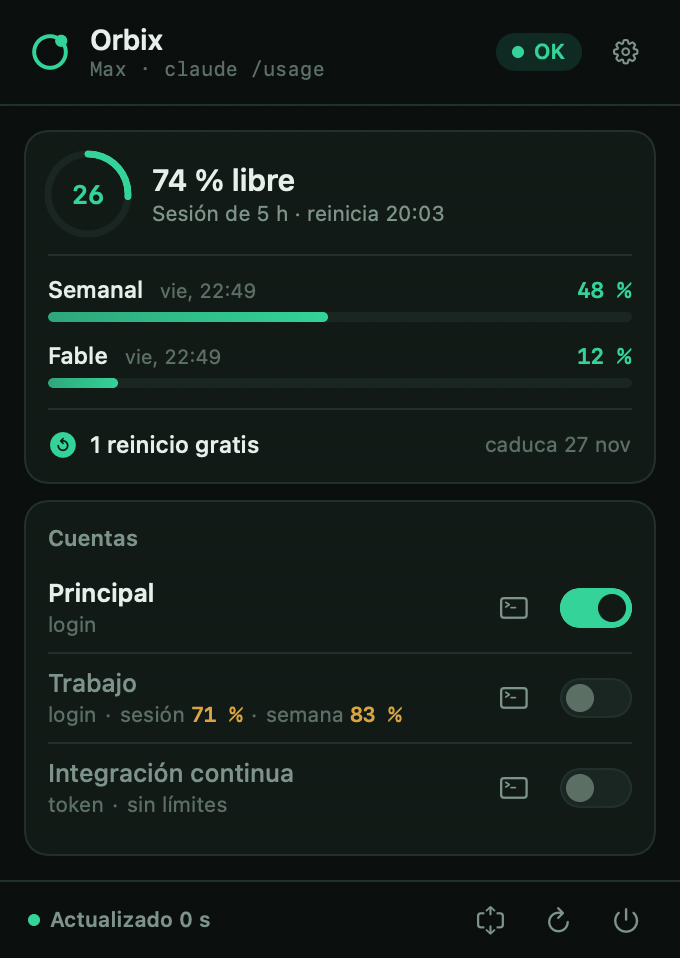 Orbix
Max · claude /usage
OK
26
74 % libre
Sesión de 5 h · reinicia 20:03
Semanal vie, 22:49 48 %
Fable vie, 22:49 12 %
1 reinicio gratis caduca 27 nov
Cuentas
Principal
login
Trabajo
login · sesión 71 % · semana 83 %
Integración continua
token · sin límites
Actualizado 0 s